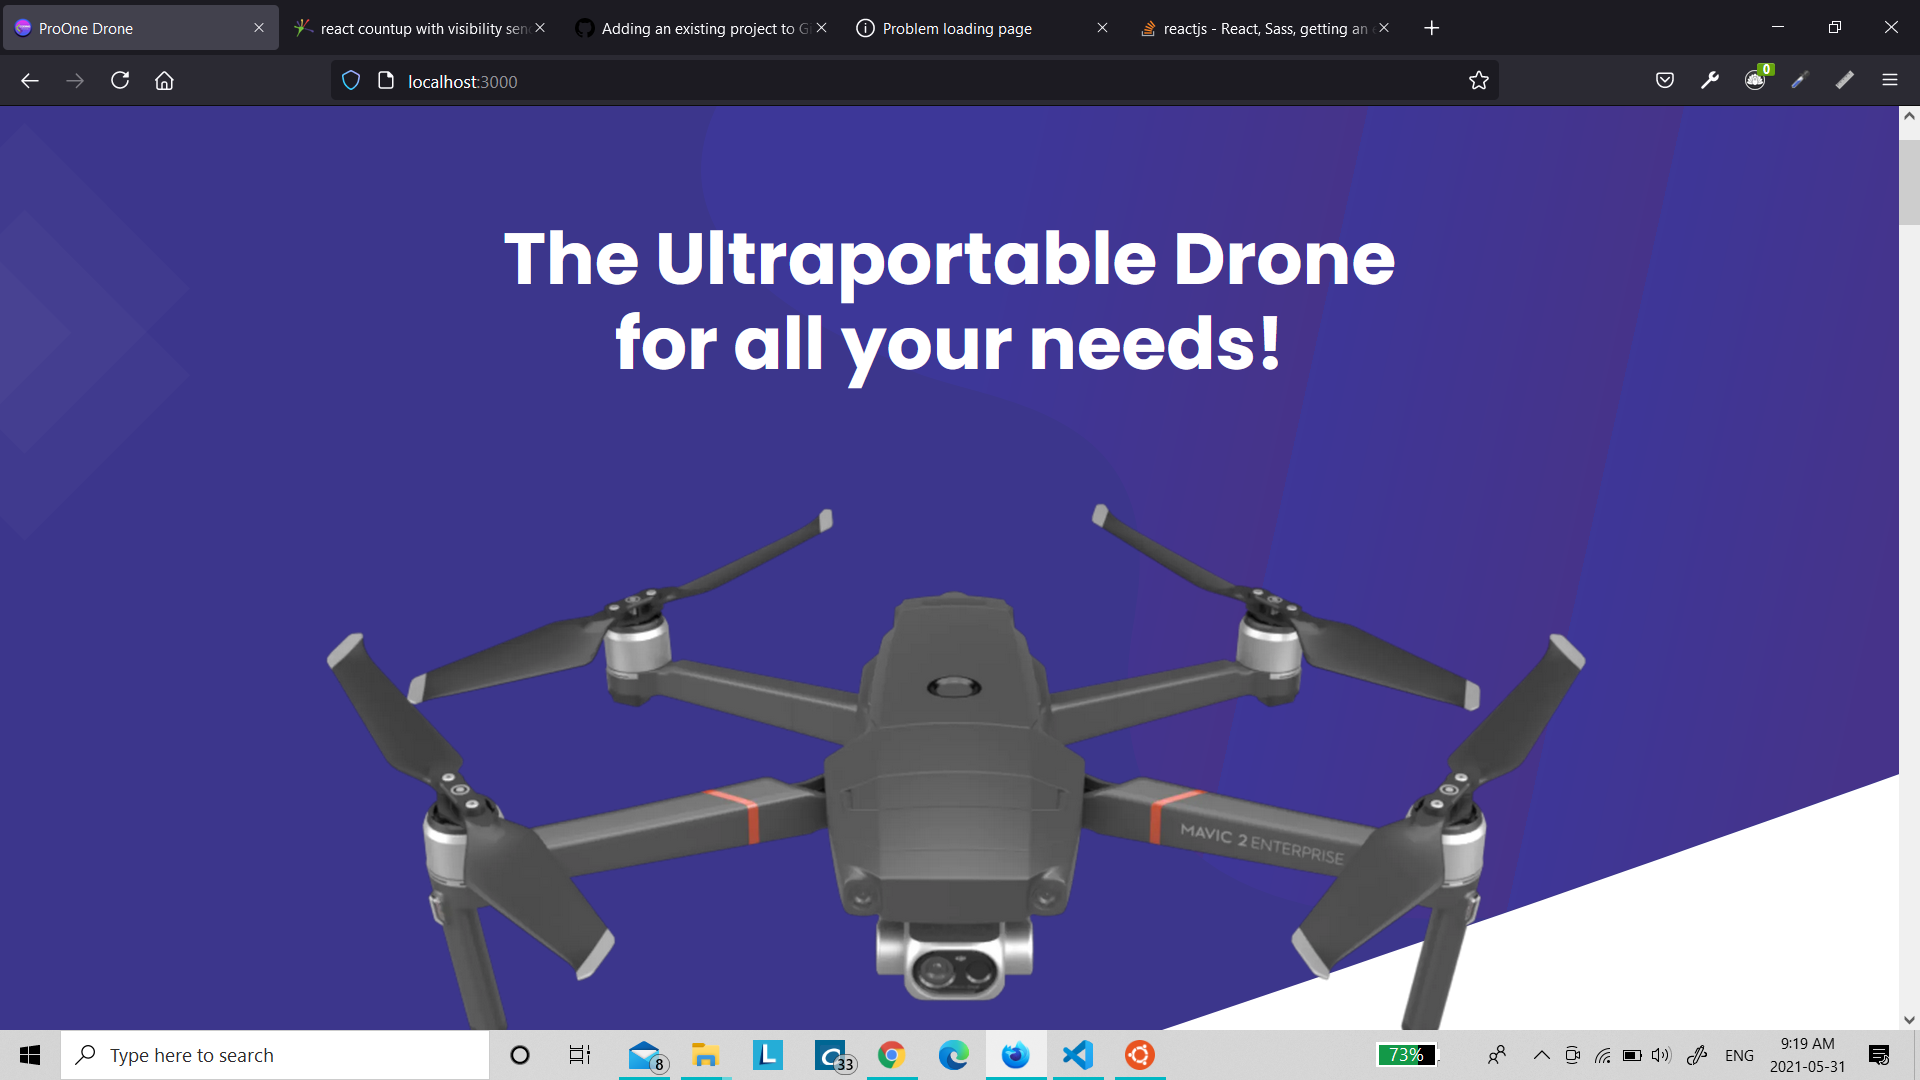 ProOne Drone
react countup with visibility sen
Adding an existing project to Gi
Problem loading page
reactjs - React, Sass, getting an e
localhost:3000
0
The Ultraportable Drone
for all your needs!
MAVIC 2 ENTERPRISE
Type here to search
8
L
33
73%
ENG
9:19 AM
2021-05-31